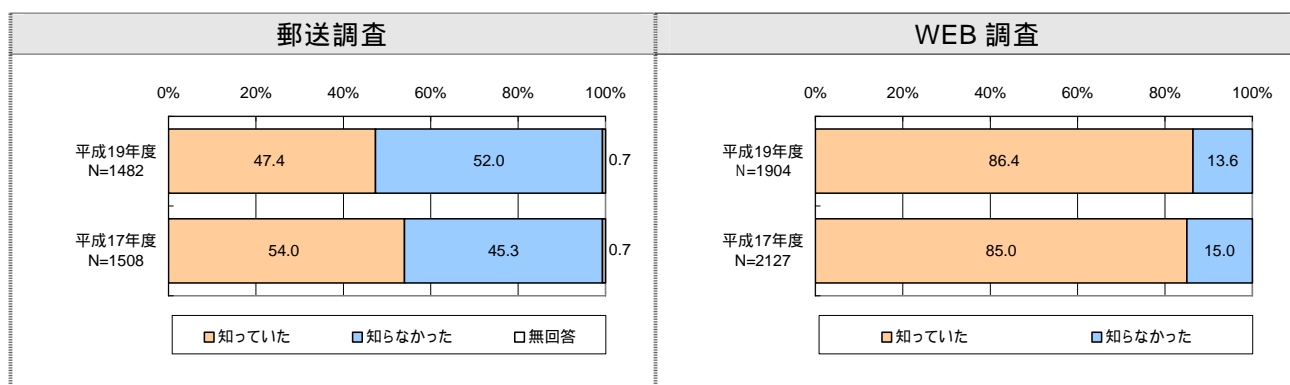 郵送調査
0% 20% 40% 60% 80% 100%
平成19年度
N=1482
47.4 52.0 0.7
平成17年度
N=1508
54.0 45.3 0.7
知っていた 知らなかった 無回答
WEB 調査
0% 20% 40% 60% 80% 100%
平成19年度
N=1904
86.4 13.6
平成17年度
N=2127
85.0 15.0
知っていた 知らなかった